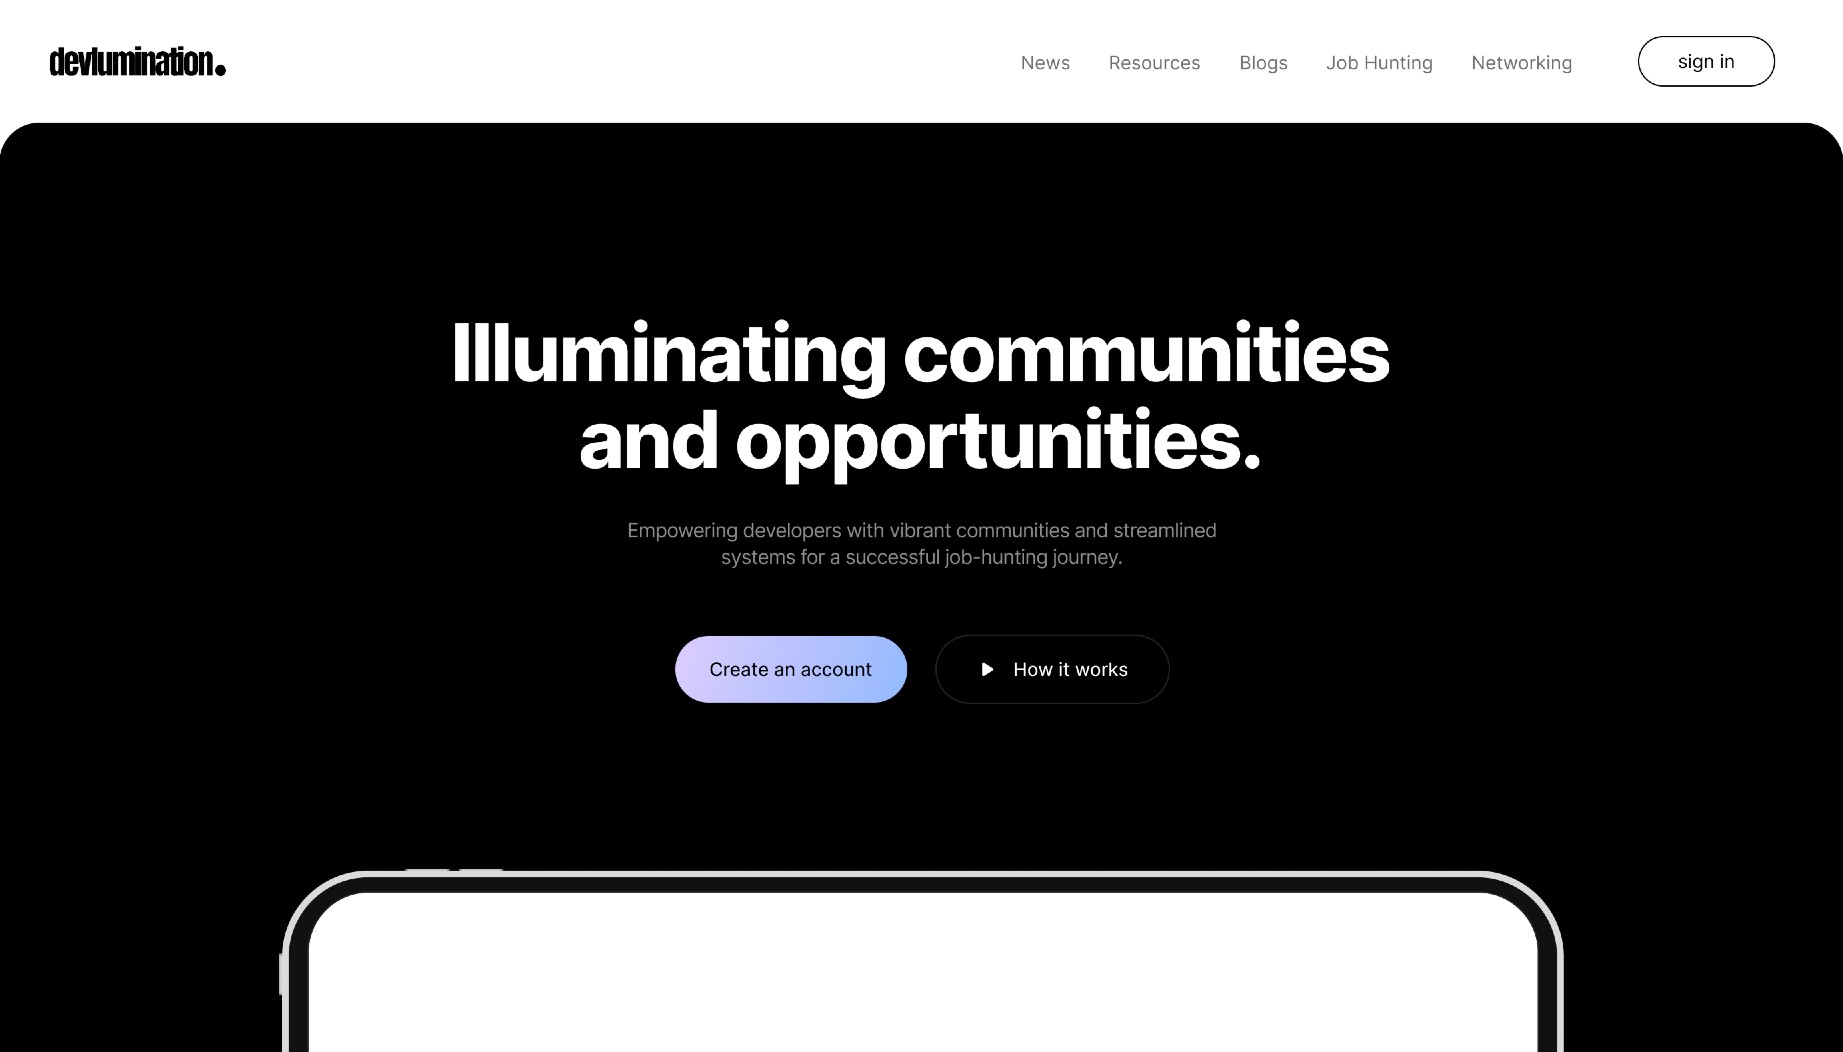 devlumination.
News
Resources
Blogs
Job Hunting
Networking
sign in
Illuminating communities
and opportunities.
Empowering developers with vibrant communities and streamlined
systems for a successful job-hunting journey.
Create an account
How it works